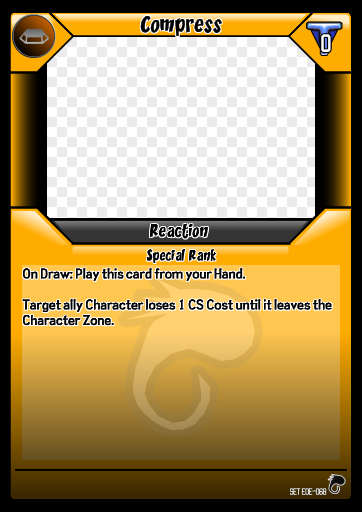 Compress
0
Reaction
Special Rank
On Draw: Play this card from your Hand.
Target ally Character loses 1 CS Cost until it leaves the
Character Zone.
SET EDE-068